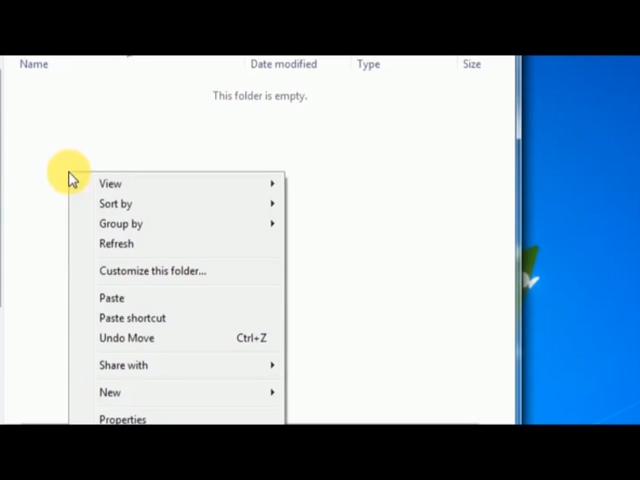 Name Date modified Type Size
This folder is empty.
View
Sort by
Group by
Refresh
Customize this folder...
Paste
Paste shortcut
Undo Move Ctrl+Z
Share with
New
Properties